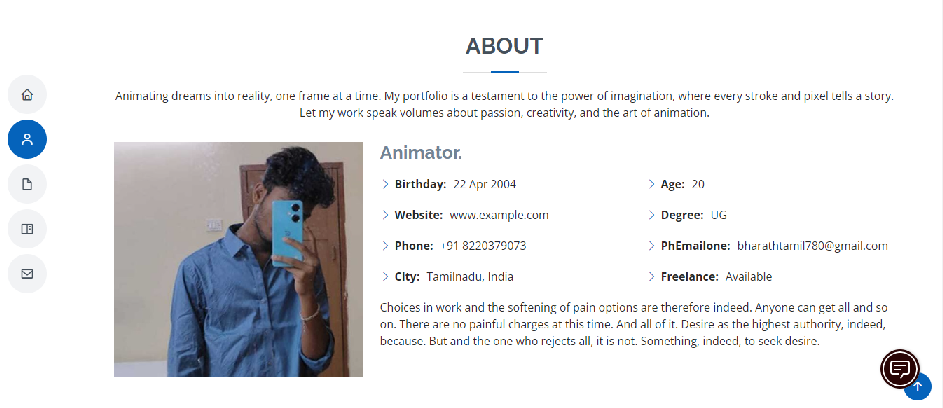 ABOUT
Animating dreams into reality, one frame at a time. My portfolio is a testament to the power of imagination, where every stroke and pixel tells a story.
Let my work speak volumes about passion, creativity, and the art of animation.
Animator.
Birthday: 22 Apr 2004
Age: 20
Website: www.example.com
Degree: UG
Phone: +91 8220379073
PhEmailone: bharathtamil780@gmail.com
City: Tamilnadu, India
Freelance: Available
Choices in work and the softening of pain options are therefore indeed. Anyone can get all and so
on. There are no painful charges at this time. And all of it. Desire as the highest authority, indeed,
because. But and the one who rejects all, it is not. Something, indeed, to seek desire.